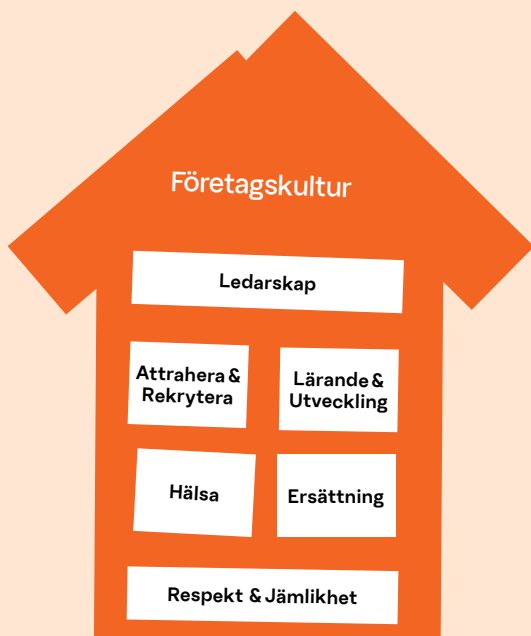 Företagskultur
Ledarskap
Attrahera &
Rekrytera
Lärande &
Utveckling
Hälsa
Ersättning
Respekt & Jämlikhet